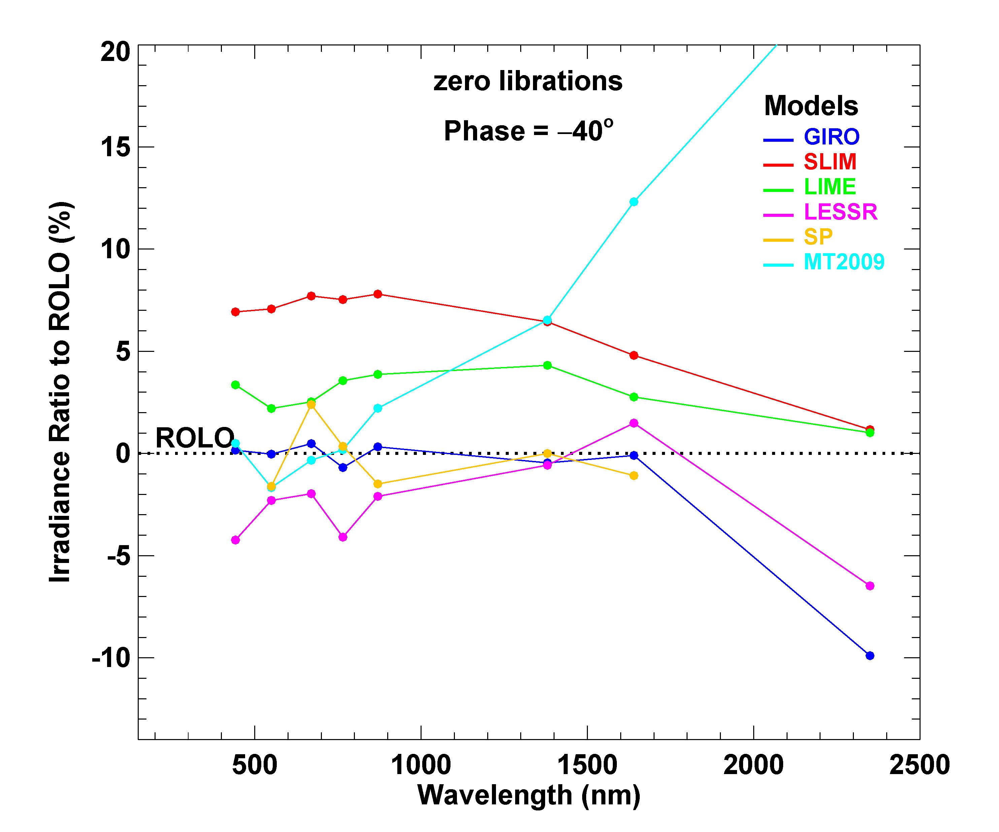 20
15
10
5
0
-5
-10
Irradiance Ratio to ROLO (%)
zero librations
Phase = –40°
Models
GIRO
SLIM
LIME
LESSR
SP
MT2009
ROLO
500 1000 1500 2000 2500
Wavelength (nm)